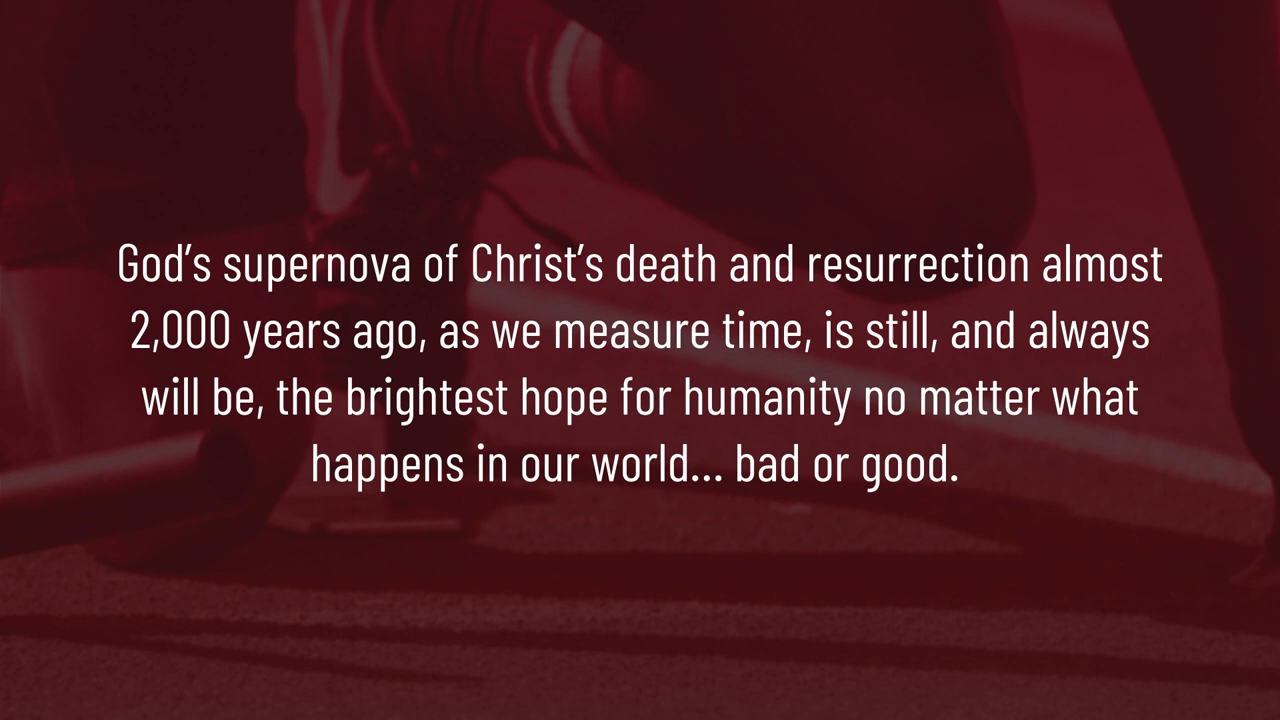 God’s supernova of Christ’s death and resurrection almost
2,000 years ago, as we measure time, is still, and always
will be, the brightest hope for humanity no matter what
happens in our world... bad or good.